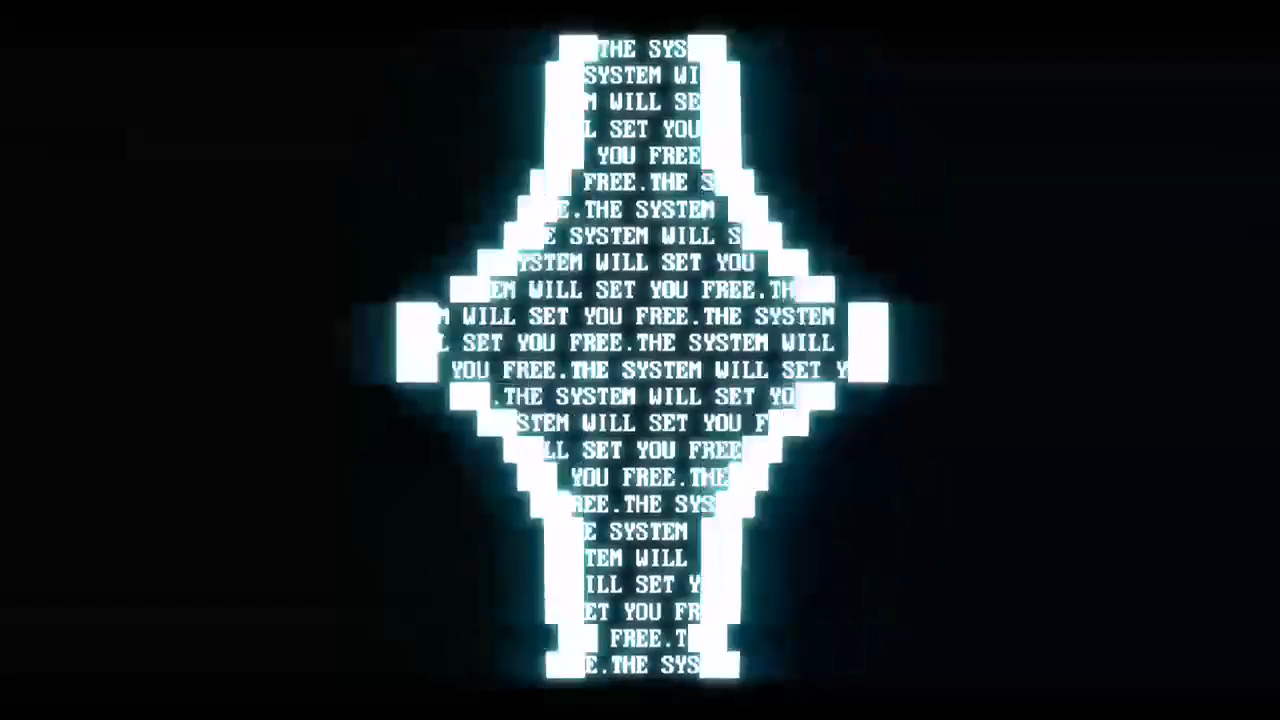 THE SYS
SYSTEM WI
M WILL SE
L SET YOU
YOU FREE
FREE.THE S
E.THE SYSTEM
E SYSTEM WILL S
YSTEM WILL SET YOU
EM WILL SET YOU FREE.TH
M WILL SET YOU FREE.THE SYSTEM
L SET YOU FREE.THE SYSTEM WILL
YOU FREE.THE SYSTEM WILL SET Y
.THE SYSTEM WILL SET YO
STEM WILL SET YOU F
LL SET YOU FREE
YOU FREE.THE
REE.THE SYS
E SYSTEM
TEM WILL
ILL SET Y
ET YOU FR
FREE.T
E.THE SYS